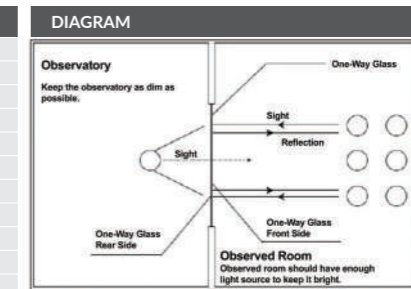 DIAGRAM
Observatory
Keep the observatory as dim as
possible.
One-Way Glass
Sight
Reflection
Sight
One-Way Glass
Rear Side
One-Way Glass
Front Side
Observed Room
Observed room should have enough
light source to keep it bright.